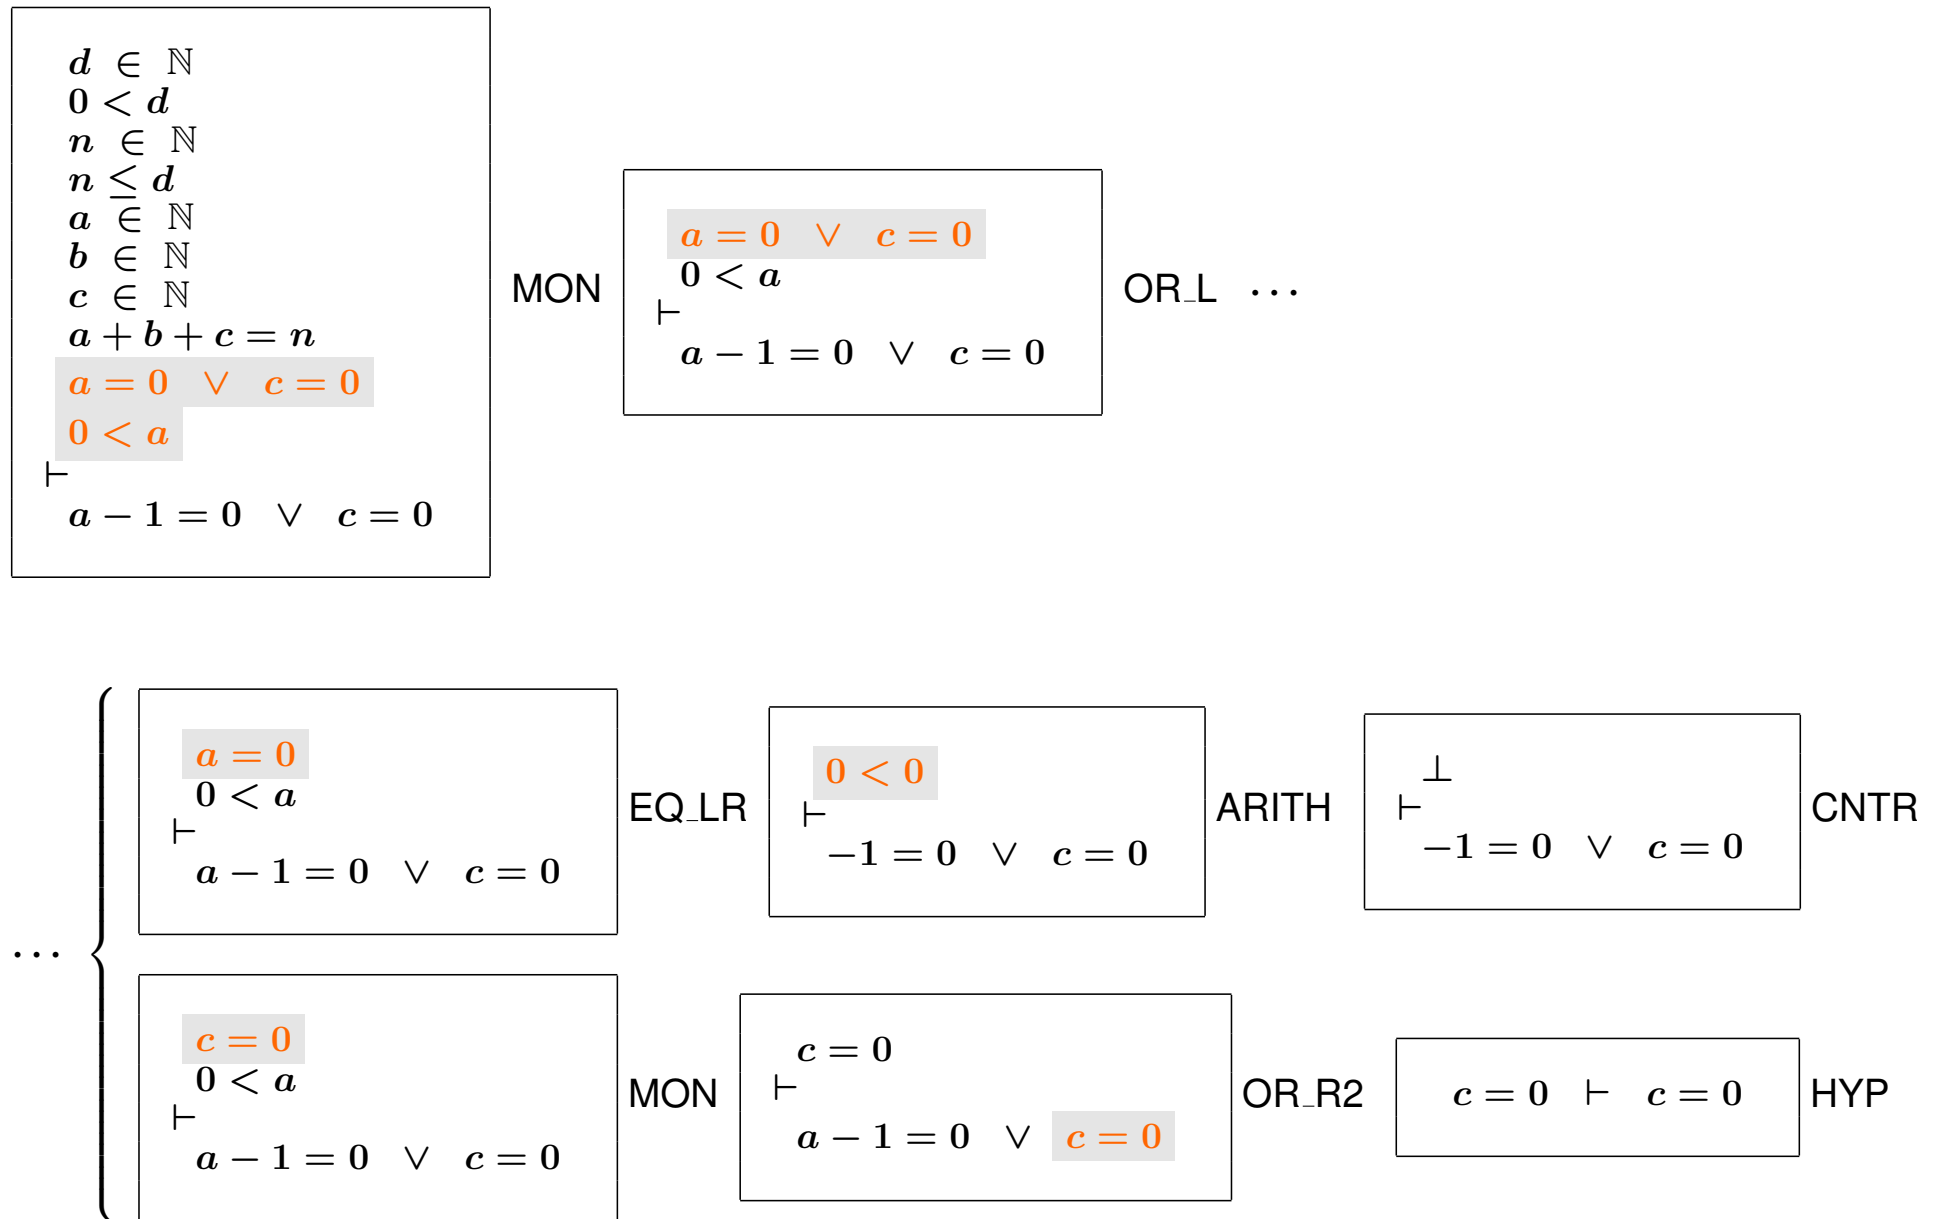 d ∈ ℕ
0 < d
n ∈ ℕ
n ≤ d
a ∈ ℕ
b ∈ ℕ
c ∈ ℕ
a + b + c = n
a = 0 ∨ c = 0
0 < a
⊢
a − 1 = 0 ∨ c = 0
MON
a = 0 ∨ c = 0
0 < a
⊢
a − 1 = 0 ∨ c = 0
OR_L ···
···
a = 0
0 < a
⊢
a − 1 = 0 ∨ c = 0
EQ_LR
0 < 0
⊢
−1 = 0 ∨ c = 0
ARITH
⊥
⊢
−1 = 0 ∨ c = 0
CNTR
c = 0
0 < a
⊢
a − 1 = 0 ∨ c = 0
MON
c = 0
⊢
a − 1 = 0 ∨ c = 0
OR_R2
c = 0 ⊢ c = 0
HYP